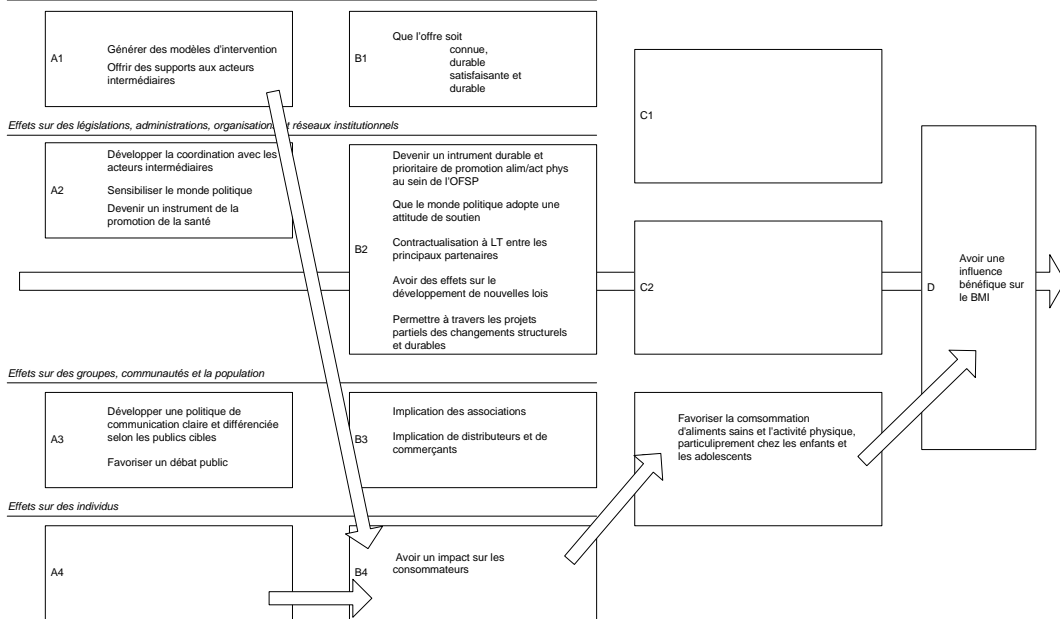 A1
Générer des modèles d'intervention
Offrir des supports aux acteurs
intermédiaires
B1
Que l'offre soit
connue,
durable
satisfaisante et
durable
C1
Effets sur des législations, administrations, organisations et réseaux institutionnels
A2
Développer la coordination avec les
acteurs intermédiaires
Sensibiliser le monde politique
Devenir un instrument de la
promotion de la santé
B2
Devenir un intrument durable et
prioritaire de promotion alim/act phys
au sein de l'OFSP
Que le monde politique adopte une
attitude de soutien
Contractualisation à LT entre les
principaux partenaires
Avoir des effets sur le
développement de nouvelles lois
Permettre à travers les projets
partiels des changements structurels
et durables
C2
D
Avoir une
influence
bénéfique sur
le BMI
Effets sur des groupes, communautés et la population
A3
Développer une politique de
communication claire et différenciée
selon les publics cibles
Favoriser un débat public
B3
Implication des associations
Implication de distributeurs et de
commerçants
Favoriser la comsommation
d'aliments sains et l'activité physique,
particuliprement chez les enfants et
les adolescents
Effets sur des individus
A4
B4
Avoir un impact sur les
consommateurs